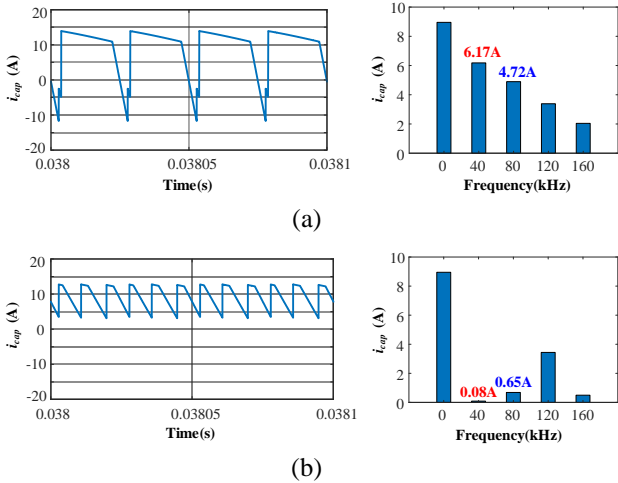 20
10
0
-10
-20
i_cap (A)
0.038
0.03805
0.0381
Time(s)
10
8
6
4
2
0
i_cap (A)
6.17A
4.72A
0
40
80
120
160
Frequency(kHz)
(a)
20
10
0
-10
-20
i_cap (A)
0.038
0.03805
0.0381
Time(s)
10
8
6
4
2
0
i_cap (A)
0.08A
0.65A
0
40
80
120
160
Frequency(kHz)
(b)